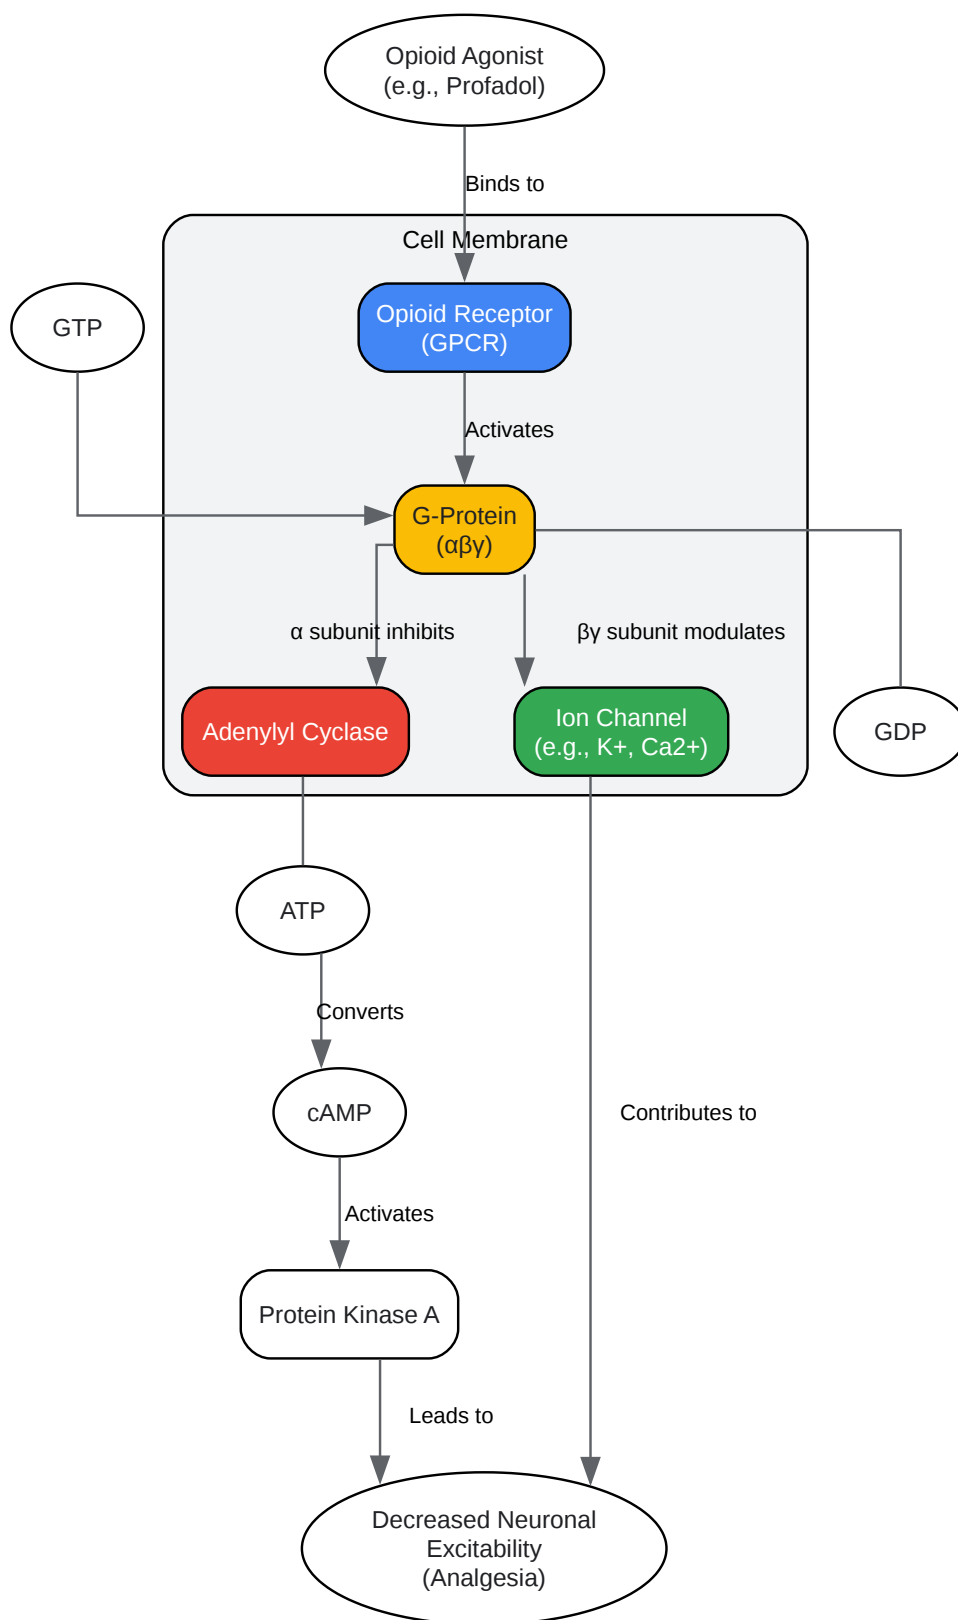 Opioid Agonist
(e.g., Profadol)
Binds to
Cell Membrane
GTP
Opioid Receptor
(GPCR)
Activates
G-Protein
(αβγ)
α subunit inhibits
βγ subunit modulates
Adenylyl Cyclase
Ion Channel
(e.g., K+, Ca2+)
GDP
ATP
Converts
cAMP
Contributes to
Activates
Protein Kinase A
Leads to
Decreased Neuronal
Excitability
(Analgesia)